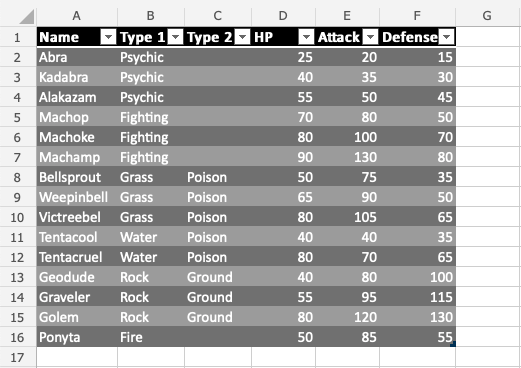 A B C D E F G
1 Name Type 1 Type 2 HP Attack Defense
2 Abra Psychic 25 20 15
3 Kadabra Psychic 40 35 30
4 Alakazam Psychic 55 50 45
5 Machop Fighting 70 80 50
6 Machoke Fighting 80 100 70
7 Machamp Fighting 90 130 80
8 Bellsprout Grass Poison 50 75 35
9 Weepinbell Grass Poison 65 90 50
10 Victreebel Grass Poison 80 105 65
11 Tentacool Water Poison 40 40 35
12 Tentacruel Water Poison 80 70 65
13 Geodude Rock Ground 40 80 100
14 Graveler Rock Ground 55 95 115
15 Golem Rock Ground 80 120 130
16 Ponyta Fire 50 85 55
17